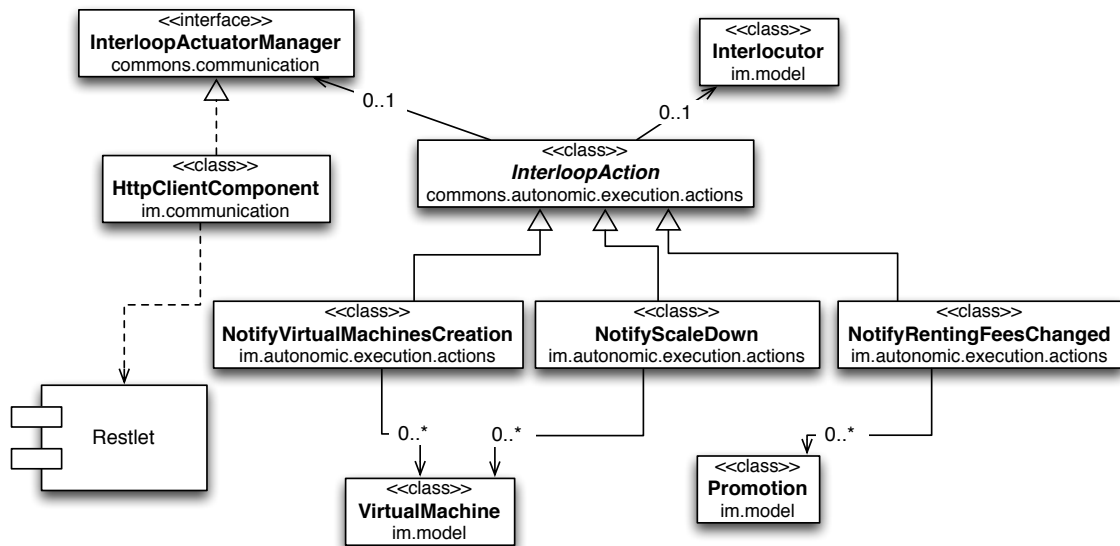 <<interface>>
InterloopActuatorManager
commons.communication
<<class>>
Interlocutor
im.model
0..1
0..1
<<class>>
InterloopAction
commons.autonomic.execution.actions
<<class>>
HttpClientComponent
im.communication
<<class>>
NotifyVirtualMachinesCreation
im.autonomic.execution.actions
<<class>>
NotifyScaleDown
im.autonomic.execution.actions
<<class>>
NotifyRentingFeesChanged
im.autonomic.execution.actions
Restlet
0..*
0..*
0..*
<<class>>
VirtualMachine
im.model
<<class>>
Promotion
im.model